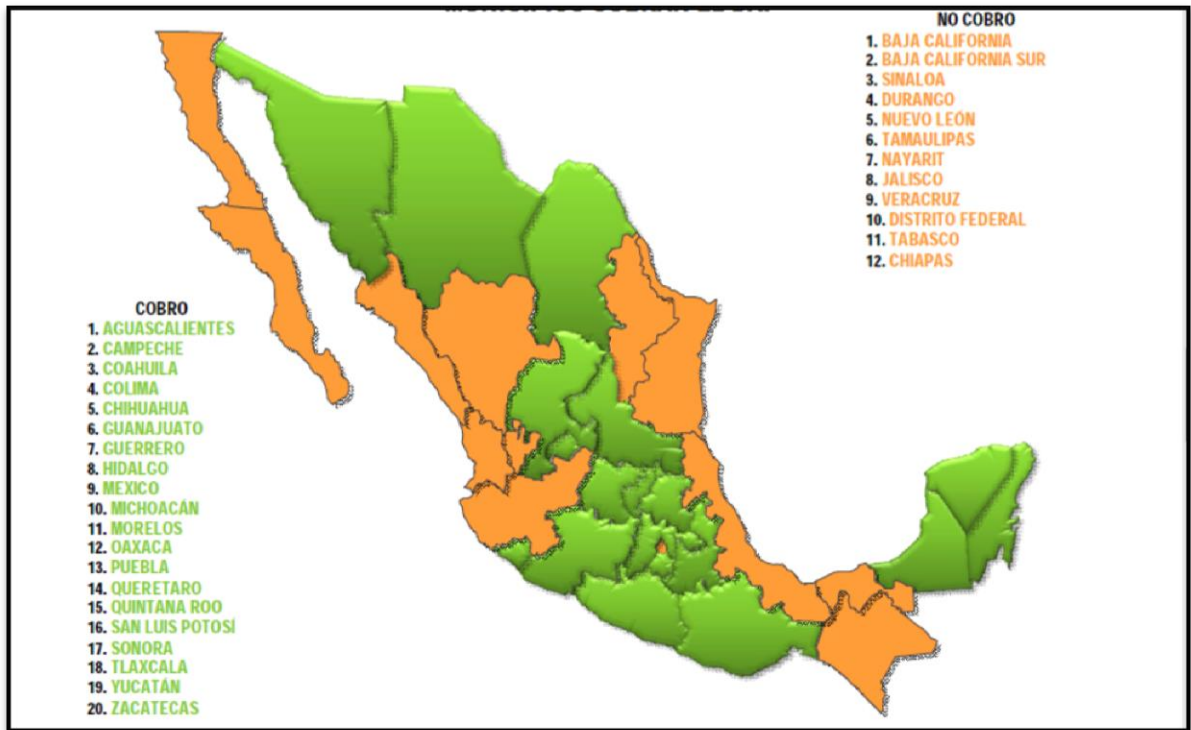 NO COBRO
1. BAJA CALIFORNIA
2. BAJA CALIFORNIA SUR
3. SINALOA
4. DURANGO
5. NUEVO LEÓN
6. TAMAULIPAS
7. NAYARIT
8. JALISCO
9. VERACRUZ
10. DISTRITO FEDERAL
11. TABASCO
12. CHIAPAS
COBRO
1. AGUASCALIENTES
2. CAMPECHE
3. COAHUILA
4. COLIMA
5. CHIHUAHUA
6. GUANAJUATO
7. GUERRERO
8. HIDALGO
9. MEXICO
10. MICHOACÁN
11. MORELOS
12. OAXACA
13. PUEBLA
14. QUERETARO
15. QUINTANA ROO
16. SAN LUIS POTOSÍ
17. SONORA
18. TLAXCALA
19. YUCATÁN
20. ZACATECAS